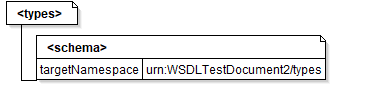 <types>
<schema>
targetNamespace urn:WSDLTestDocument2/types